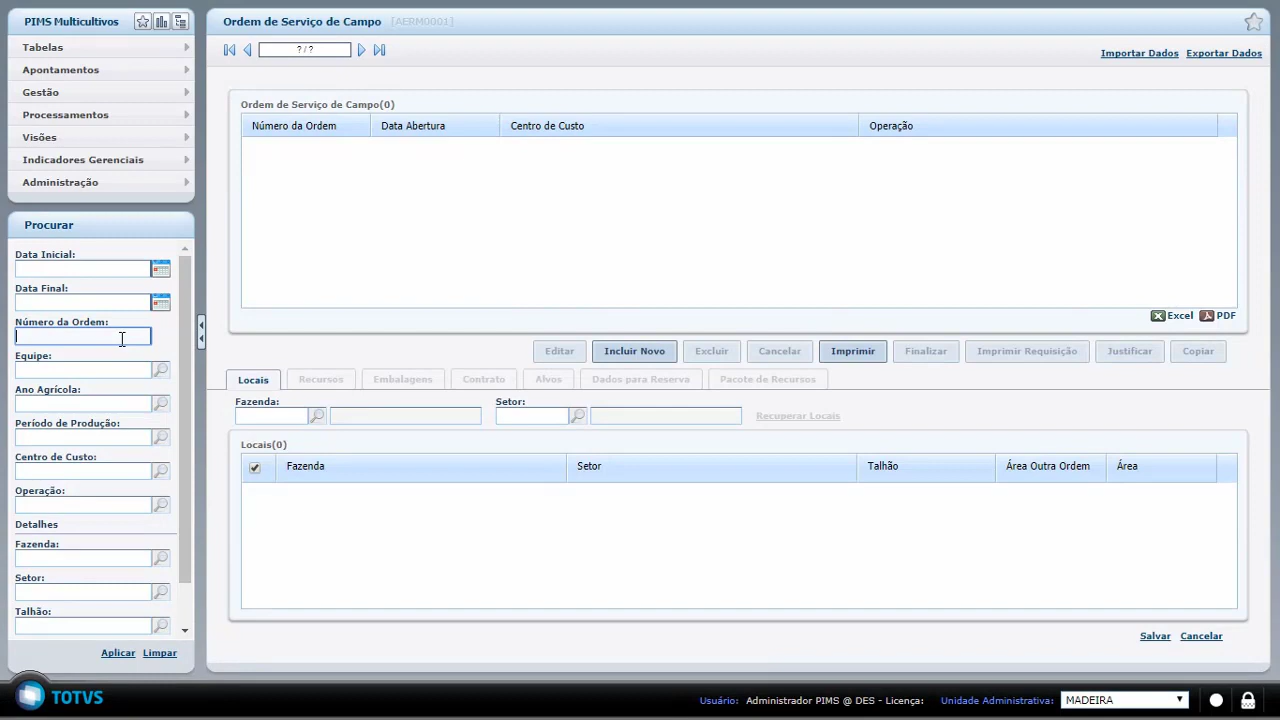 PIMS Multicultivos
Tabelas
Apontamentos
Gestão
Processamentos
Visões
Indicadores Gerenciais
Administração
Procurar
Data Inicial:
Data Final:
Número da Ordem:
Equipe:
Ano Agrícola:
Período de Produção:
Centro de Custo:
Operação:
Detalhes
Fazenda:
Setor:
Talhão:
Aplicar Limpar
Ordem de Serviço de Campo [AERM0001]
? / ?
Importar Dados Exportar Dados
Ordem de Serviço de Campo(0)
Número da Ordem Data Abertura Centro de Custo Operação
Excel PDF
Editar Incluir Novo Excluir Cancelar Imprimir Finalizar Imprimir Requisição Justificar Copiar
Locais Recursos Embalagens Contrato Alvos Dados para Reserva Pacote de Recursos
Fazenda: Setor: Recuperar Locais
Locais(0)
Fazenda Setor Talhão Área Outra Ordem Área
Salvar Cancelar
TOTVS
Usuário: Administrador PIMS @ DES - Licença: Unidade Administrativa: MADEIRA